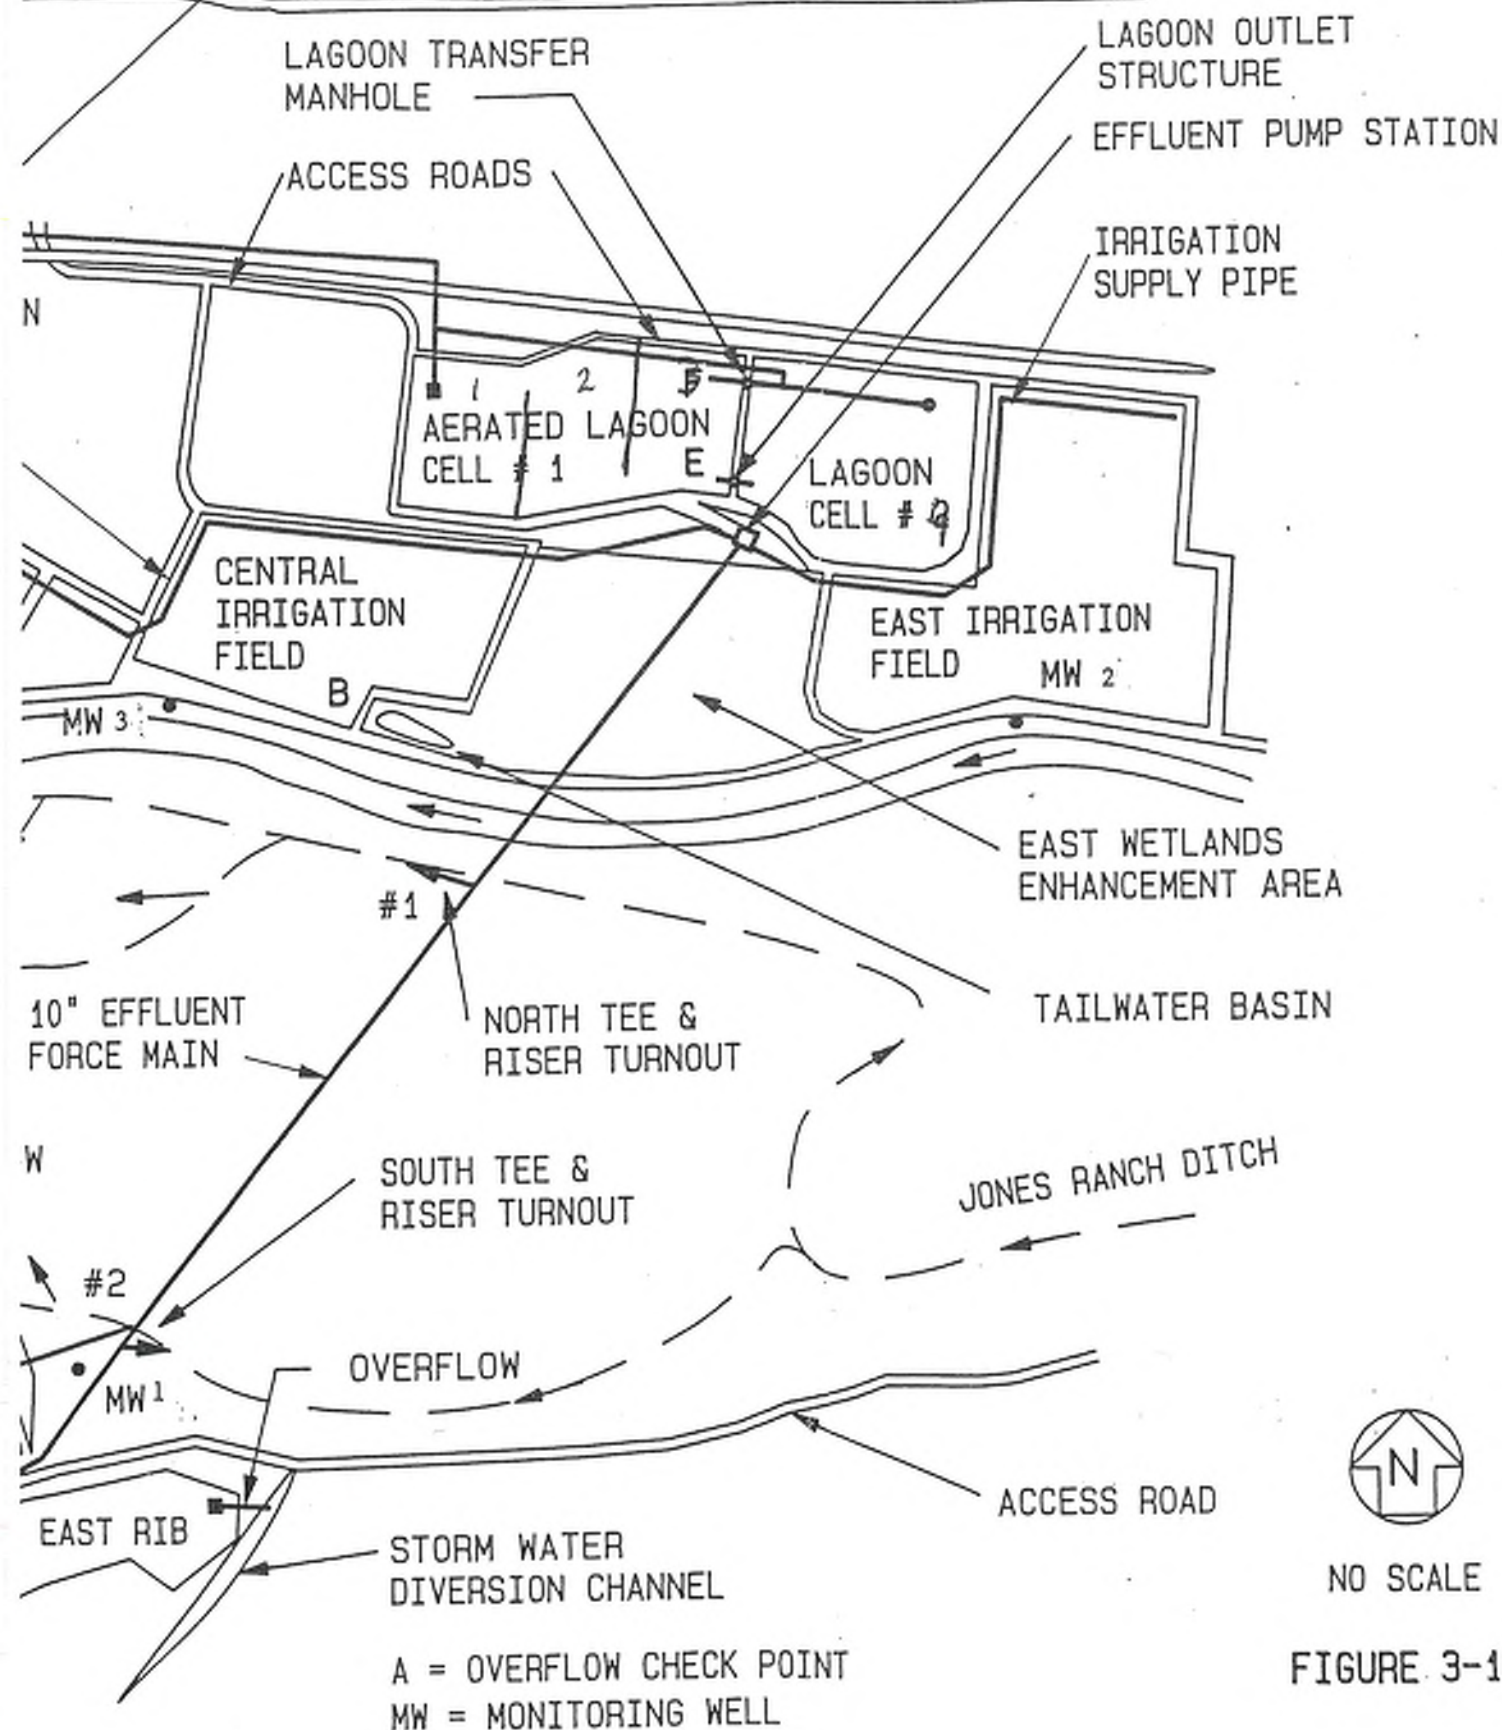 LAGOON TRANSFER
MANHOLE
LAGOON OUTLET
STRUCTURE
EFFLUENT PUMP STATION
ACCESS ROADS
IRRIGATION
SUPPLY PIPE
N
1
2
AERATED LAGOON
CELL # 1
E
LAGOON
CELL #
CENTRAL
IRRIGATION
FIELD
B
EAST IRRIGATION
FIELD
MW 2
MW 3
EAST WETLANDS
ENHANCEMENT AREA
#1
TAILWATER BASIN
10" EFFLUENT
FORCE MAIN
NORTH TEE &
RISER TURNOUT
W
SOUTH TEE &
RISER TURNOUT
JONES RANCH DITCH
#2
OVERFLOW
MW 1
ACCESS ROAD
N
EAST RIB
STORM WATER
DIVERSION CHANNEL
NO SCALE
A = OVERFLOW CHECK POINT
MW = MONITORING WELL
FIGURE 3-1